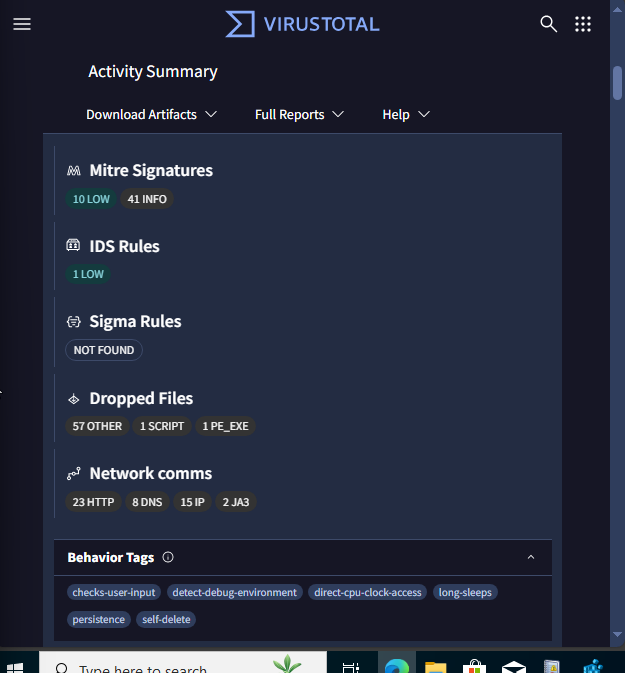 VIRUSTOTAL
Activity Summary
Download Artifacts Full Reports Help
Mitre Signatures
10 LOW 41 INFO
IDS Rules
1 LOW
Sigma Rules
NOT FOUND
Dropped Files
57 OTHER 1 SCRIPT 1 PE_EXE
Network comms
23 HTTP 8 DNS 15 IP 2 JA3
Behavior Tags
checks-user-input detect-debug-environment direct-cpu-clock-access long-sleeps
persistence self-delete
Type here to search